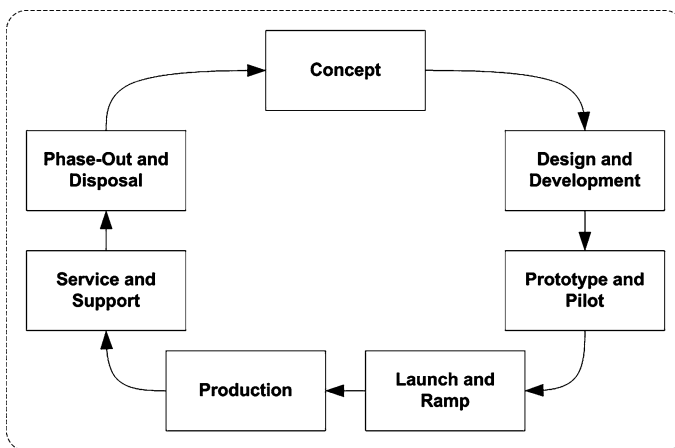 Concept
Design and
Development
Prototype and
Pilot
Launch and
Ramp
Production
Service and
Support
Phase-Out and
Disposal